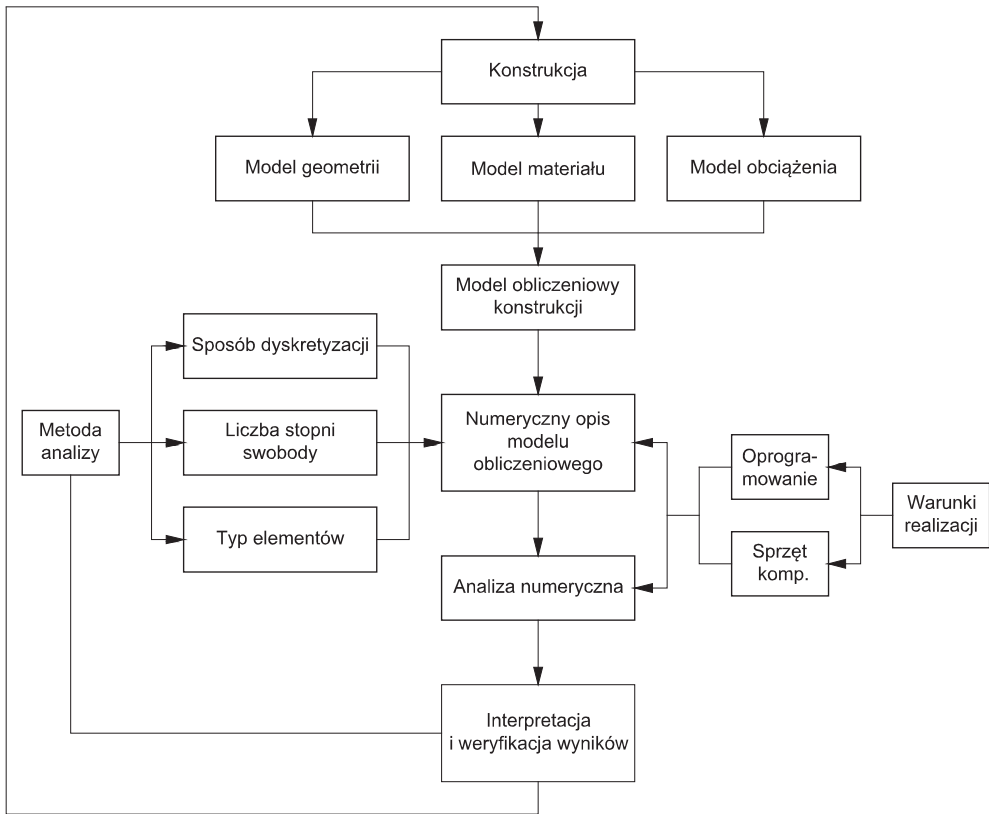 Konstrukcja
Model geometrii
Model materiału
Model obciążenia
Model obliczeniowy
konstrukcji
Sposób dyskretyzacji
Metoda
analizy
Liczba stopni
swobody
Typ elementów
Numeryczny opis
modelu
obliczeniowego
Oprogra-
mowanie
Warunki
realizacji
Sprzęt
komp.
Analiza numeryczna
Interpretacja
i weryfikacja wyników